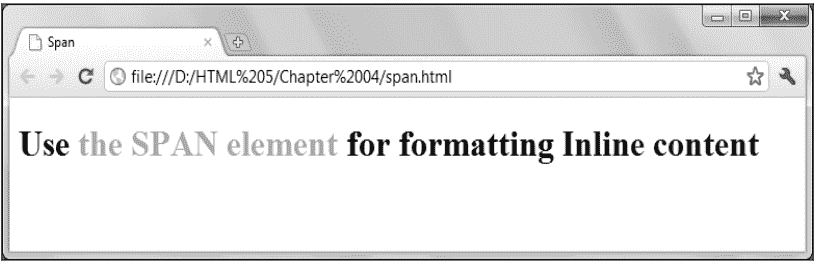 Span
file:///D:/HTML%205/Chapter%2004/span.html
Use the SPAN element for formatting Inline content